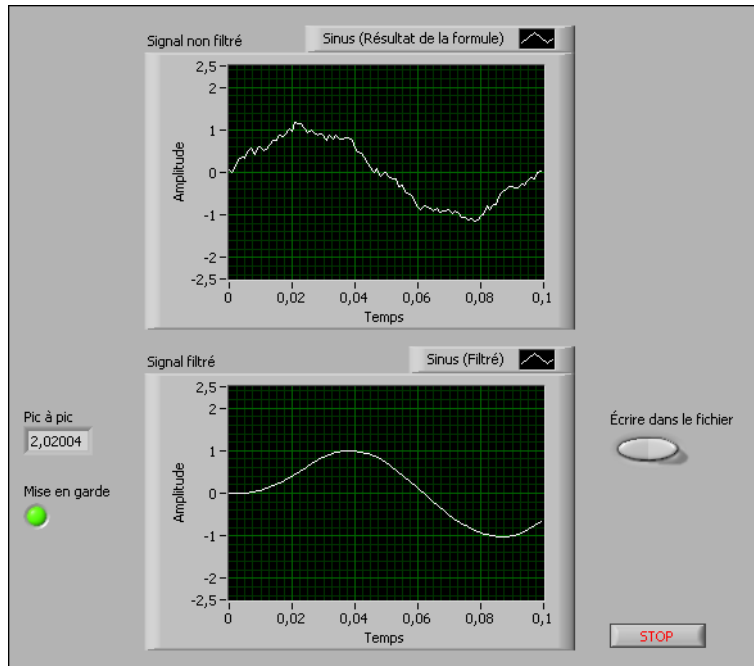 Signal non filtré
Sinus (Résultat de la formule)
2,5
2
1
0
-1
-2
-2,5
Amplitude
0 0,02 0,04 0,06 0,08 0,1
Temps
Signal filtré
Sinus (Filtré)
2,5
2
1
0
-1
-2
-2,5
Amplitude
0 0,02 0,04 0,06 0,08 0,1
Temps
Pic à pic
2,02004
Mise en garde
Écrire dans le fichier
STOP